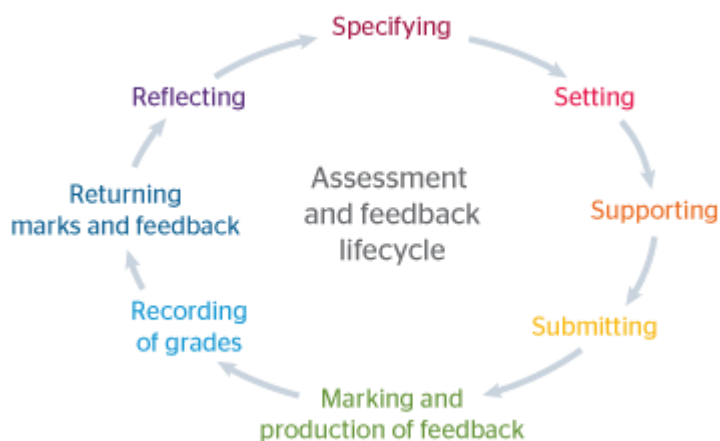 Specifying
Setting
Supporting
Submitting
Marking and
production of feedback
Recording
of grades
Returning
marks and feedback
Reflecting
Assessment
and feedback
lifecycle